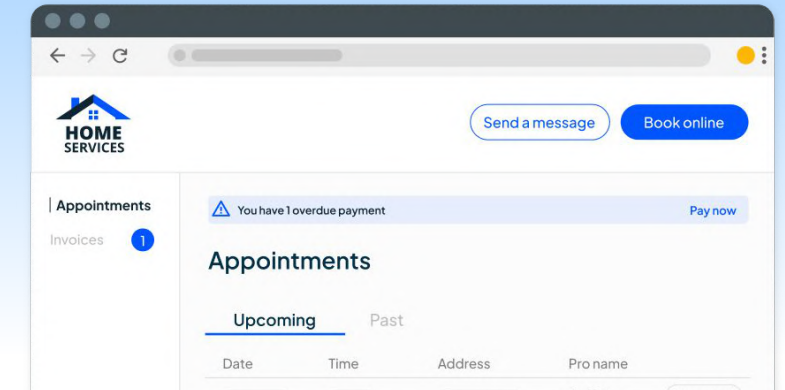 HOME
SERVICES
Send a message
Book online
Appointments
Invoices 1
You have 1 overdue payment
Pay now
Appointments
Upcoming Past
Date Time Address Pro name